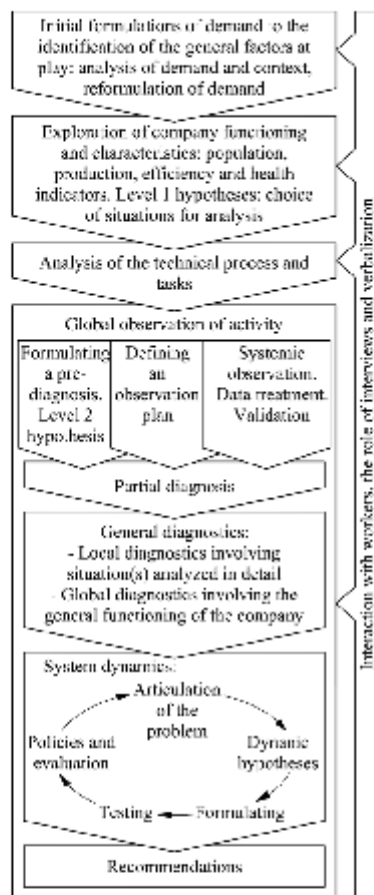 Initial formulations of demand to the
identification of the general factors at
play: analysis of demand and context,
reformulation of demand
Exploration of company functioning
and characteristics: population,
production, efficiency and health
indicators. Level 1 hypotheses: choice
of situations for analysis
Analysis of the technical process and
tasks
Global observation of activity
Formulating
a pre-
diagnosis.
Level 2
hypothesis
Defining
an
observation
plan
Systemic
observation.
Data treatment.
Validation
Partial diagnosis
General diagnostics:
- Local diagnostics involving
situation(s) analyzed in detail
- Global diagnostics involving the
general functioning of the company
System dynamics:
Articulation
of the
problem
Policies and
evaluation
Dynamic
hypotheses
Testing
Formulating
Recommendations
Interaction with workers, the role of interviews and verbalization